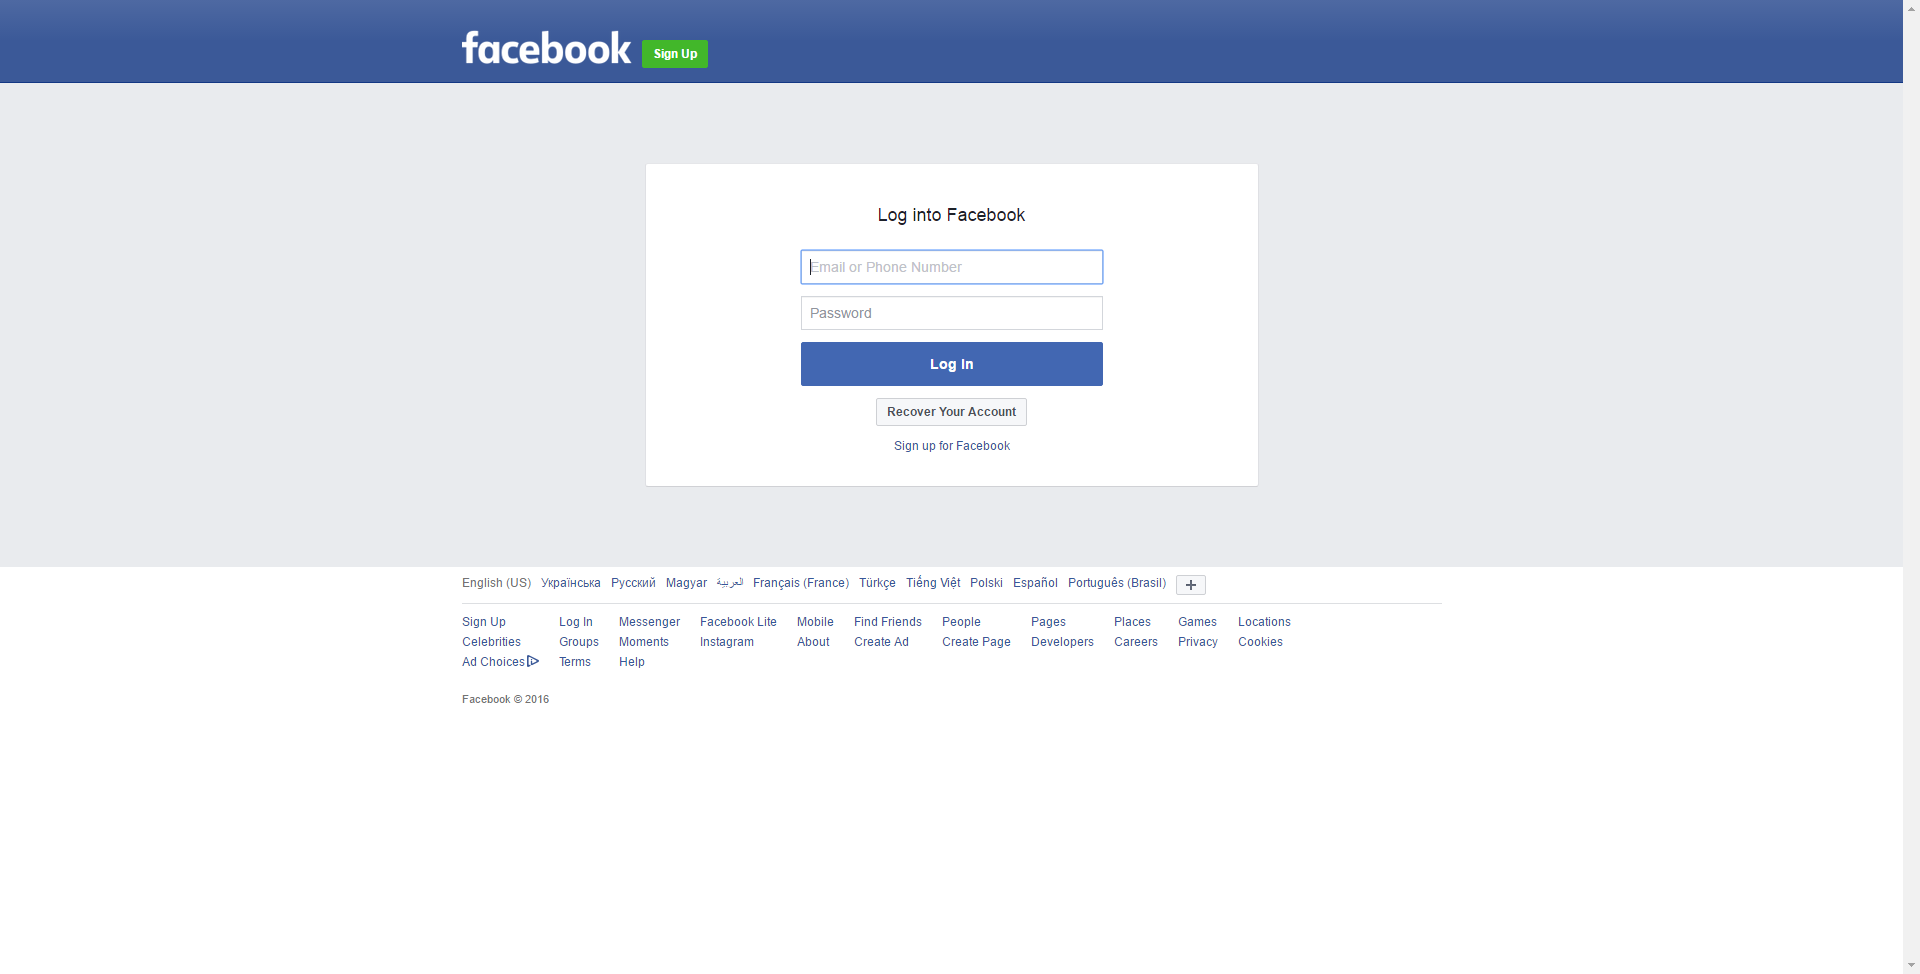 facebook Sign Up
Log into Facebook
Email or Phone Number
Password
Log In
Recover Your Account
Sign up for Facebook
English (US) Українська Русский Magyar العربية Français (France) Türkçe Tiếng Việt Polski Español Português (Brasil) +
Sign Up Log In Messenger Facebook Lite Mobile Find Friends People Pages Places Games Locations
Celebrities Groups Moments Instagram About Create Ad Create Page Developers Careers Privacy Cookies
Ad Choices Terms Help
Facebook © 2016